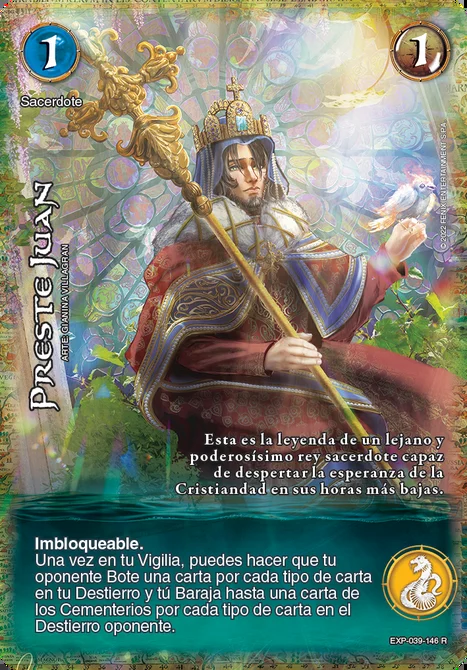 1
1
Sacerdote
Preste Juan
ARTE: GIANINA VILLAGRAN
© 2022 FENIX ENTERTAINMENT SPA
Esta es la leyenda de un lejano y
poderosísimo rey sacerdote capaz
de despertar la esperanza de la
Cristiandad en sus horas más bajas.
Imbloqueable.
Una vez en tu Vigilia, puedes hacer que tu
oponente Bote una carta por cada tipo de carta
en tu Destierro y tú Baraja hasta una carta de
los Cementerios por cada tipo de carta en el
Destierro oponente.
EXP-039-146 R